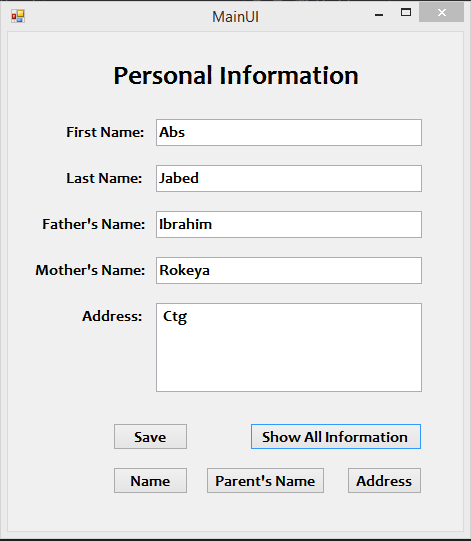 MainUI
Personal Information
First Name: Abs
Last Name: Jabed
Father's Name: Ibrahim
Mother's Name: Rokeya
Address: Ctg
Save Show All Information
Name Parent's Name Address